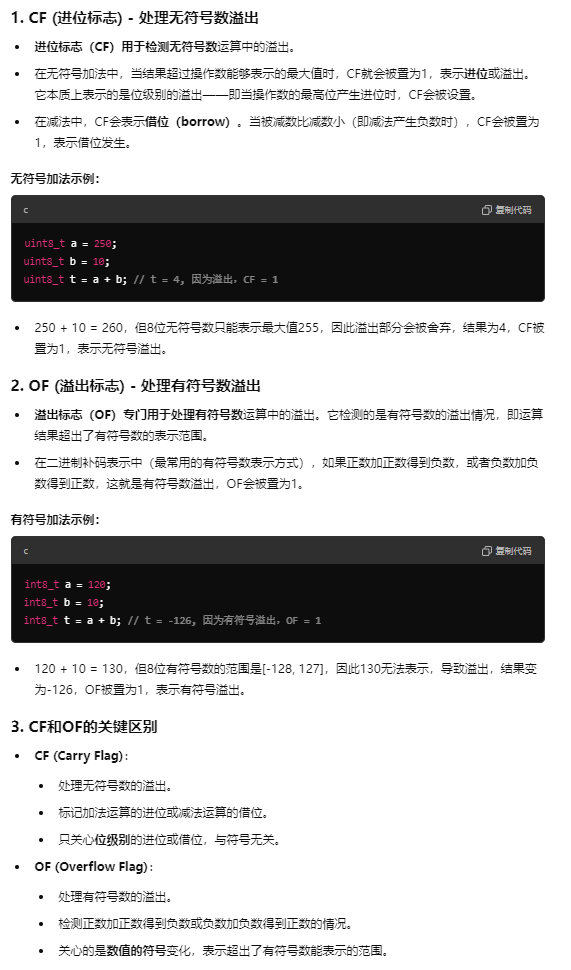 1. CF (进位标志) - 处理无符号数溢出
• 进位标志（CF）用于检测无符号数运算中的溢出。
• 在无符号加法中，当结果超过操作数能够表示的最大值时，CF就会被置为1，表示进位或溢出。
它本质上表示的是位级别的溢出——即当操作数的最高位产生进位时，CF会被设置。
• 在减法中，CF会表示借位（borrow）。当被减数比减数小（即减法产生负数时），CF会被置为
1，表示借位发生。
无符号加法示例：
c 复制代码
uint8_t a = 250;
uint8_t b = 10;
uint8_t t = a + b; // t = 4, 因为溢出，CF = 1
• 250 + 10 = 260，但8位无符号数只能表示最大值255，因此溢出部分会被舍弃，结果为4，CF被
置为1，表示无符号溢出。
2. OF (溢出标志) - 处理有符号数溢出
• 溢出标志（OF）专门用于处理有符号数运算中的溢出。它检测的是有符号数的溢出情况，即运算
结果超出了有符号数的表示范围。
• 在二进制补码表示中（最常用的有符号数表示方式），如果正数加正数得到负数，或者负数加负
数得到正数，这就是有符号数溢出，OF会被置为1。
有符号加法示例：
c 复制代码
int8_t a = 120;
int8_t b = 10;
int8_t t = a + b; // t = -126, 因为有符号溢出，OF = 1
• 120 + 10 = 130，但8位有符号数的范围是[-128, 127]，因此130无法表示，导致溢出，结果变
为-126，OF被置为1，表示有符号溢出。
3. CF和OF的关键区别
• CF (Carry Flag)：
• 处理无符号数的溢出。
• 标记加法运算的进位或减法运算的借位。
• 只关心位级别的进位或借位，与符号无关。
• OF (Overflow Flag)：
• 处理有符号数的溢出。
• 检测正数加正数得到负数或负数加负数得到正数的情况。
• 关心的是数值的符号变化，表示超出了有符号数能表示的范围。